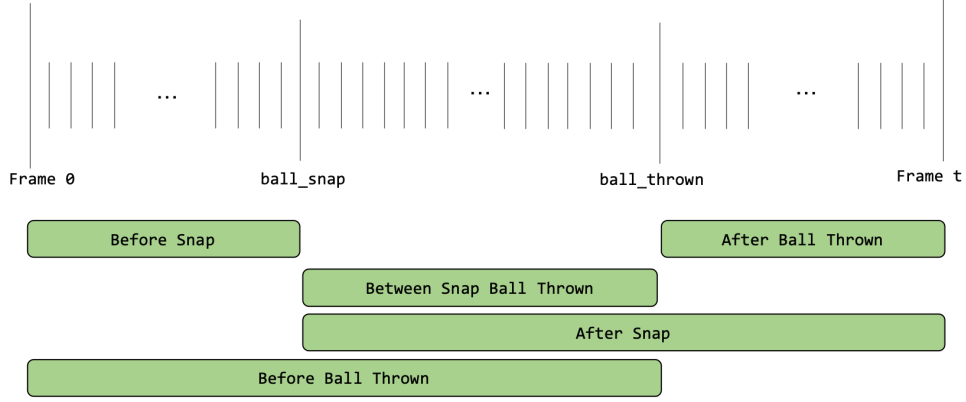 ...
...
...
Frame 0
ball_snap
ball_thrown
Frame t
Before Snap
After Ball Thrown
Between Snap Ball Thrown
After Snap
Before Ball Thrown